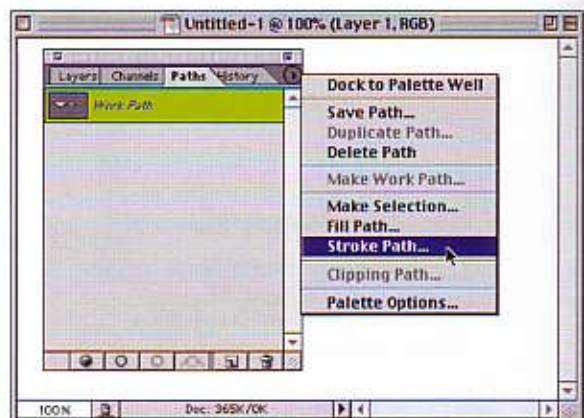 Untitled-1 @ 100% (Layer 1, RGB)
Layers Channels Paths History
Work Path
Dock to Palette Well
Save Path...
Duplicate Path...
Delete Path
Make Work Path...
Make Selection...
Fill Path...
Stroke Path...
Clipping Path...
Palette Options...
100% Doc: 365K/0K